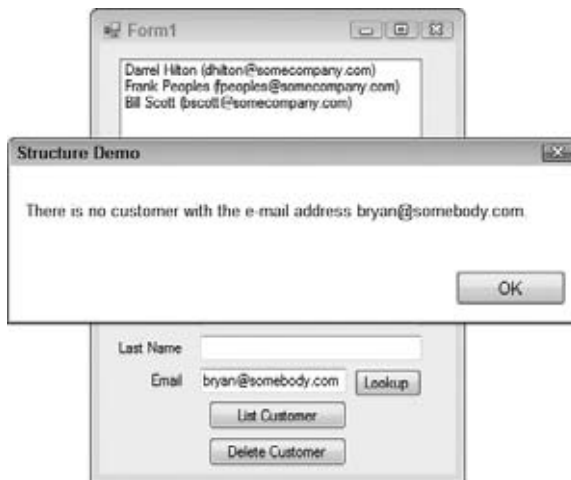 Form1
Darrel Hilton (dhilton@somecompany.com)
Frank Peoples (fpeoples@somecompany.com)
Bill Scott (bscott@somecompany.com)
Structure Demo
There is no customer with the e-mail address bryan@somebody.com.
OK
Last Name
Email bryan@somebody.com Lookup
List Customer
Delete Customer